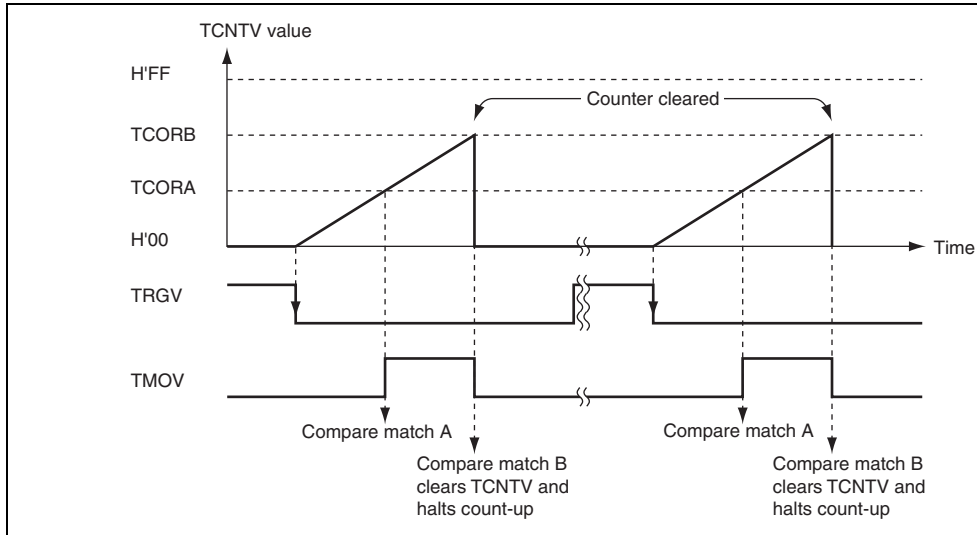 TCNTV value
H'FF
Counter cleared
TCORB
TCORA
H'00
Time
TRGV
TMOV
Compare match A
Compare match A
Compare match B
clears TCNTV and
halts count-up
Compare match B
clears TCNTV and
halts count-up